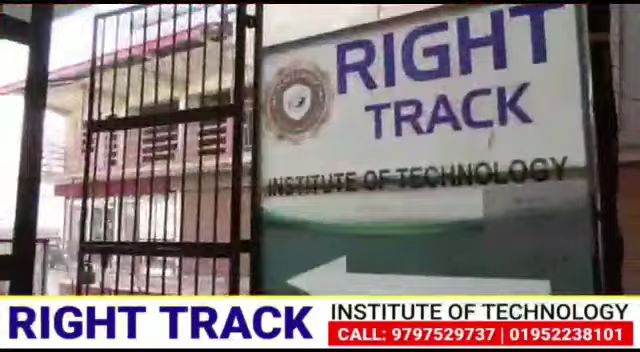 RIGHT
TRACK
INSTITUTE OF TECHNOLOGY
RIGHT TRACK
INSTITUTE OF TECHNOLOGY
CALL: 9797529737 | 01952238101